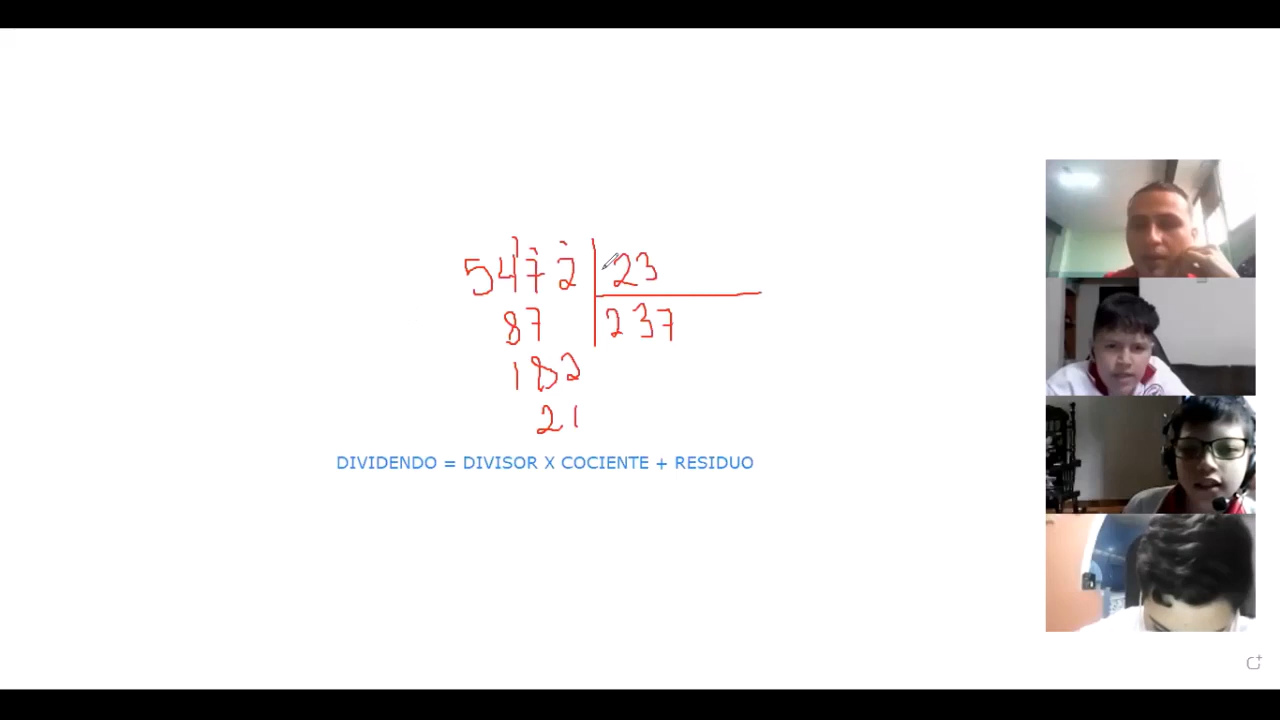 5472 23
87 237
182
21
DIVIDENDO = DIVISOR X COCIENTE + RESIDUO